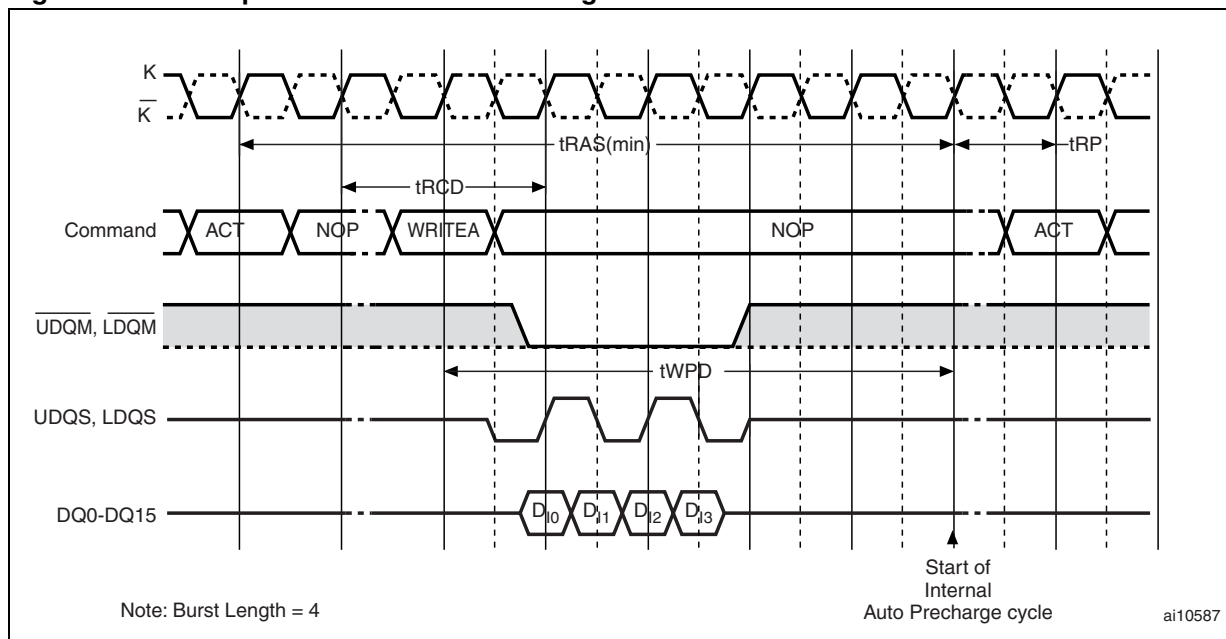 K
K
tRAS(min)
tRP
tRCD
Command
ACT
NOP
WRITEA
NOP
ACT
UDQM, LDQM
tWPD
UDQS, LDQS
DQ0-DQ15
DI0
DI1
DI2
DI3
Start of
Internal
Auto Precharge cycle
Note: Burst Length = 4
ai10587